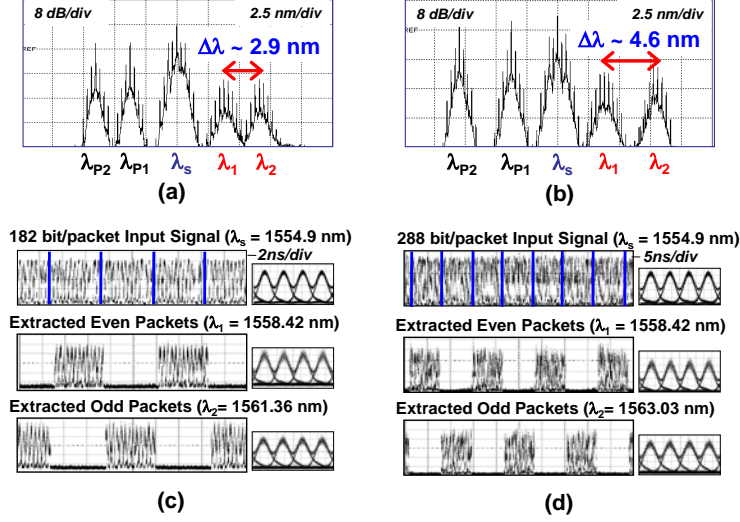 8 dB/div 2.5 nm/div
REF
Δλ ~ 2.9 nm
λP2 λP1 λs λ1 λ2
(a)
8 dB/div 2.5 nm/div
REF
Δλ ~ 4.6 nm
λP2 λP1 λs λ1 λ2
(b)
182 bit/packet Input Signal (λs = 1554.9 nm)
2ns/div
Extracted Even Packets (λ1 = 1558.42 nm)
Extracted Odd Packets (λ2= 1561.36 nm)
(c)
288 bit/packet Input Signal (λs = 1554.9 nm)
5ns/div
Extracted Even Packets (λ1 = 1558.42 nm)
Extracted Odd Packets (λ2= 1563.03 nm)
(d)